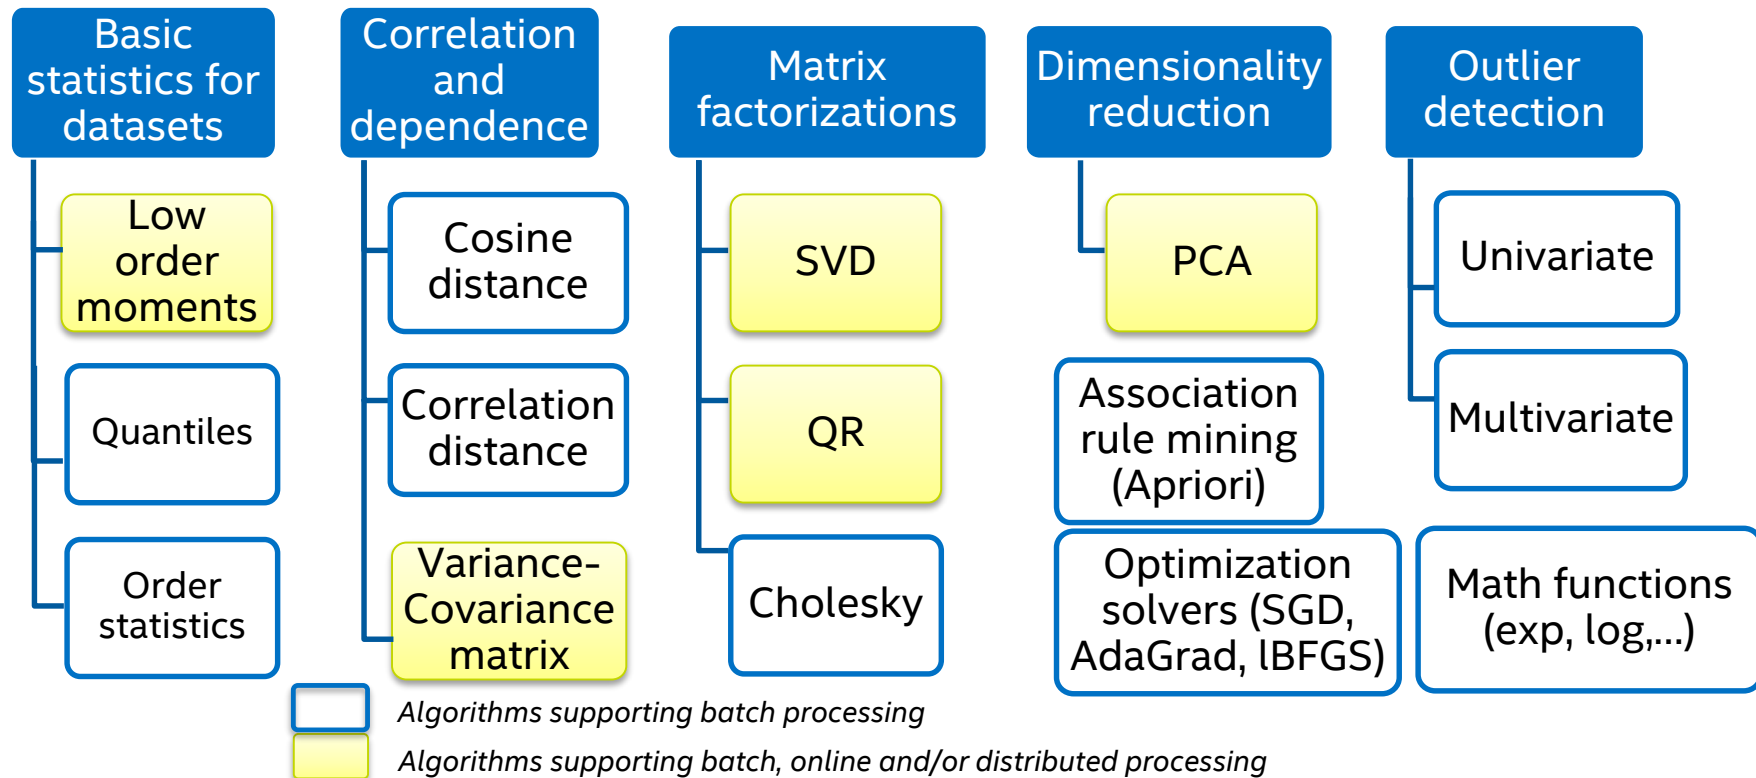 Basic
statistics for
datasets
Low
order
moments
Quantiles
Order
statistics
Correlation
and
dependence
Cosine
distance
Correlation
distance
Variance-
Covariance
matrix
Matrix
factorizations
SVD
QR
Cholesky
Dimensionality
reduction
PCA
Association
rule mining
(Apriori)
Optimization
solvers (SGD,
AdaGrad, lBFGS)
Outlier
detection
Univariate
Multivariate
Math functions
(exp, log,...)
Algorithms supporting batch processing
Algorithms supporting batch, online and/or distributed processing